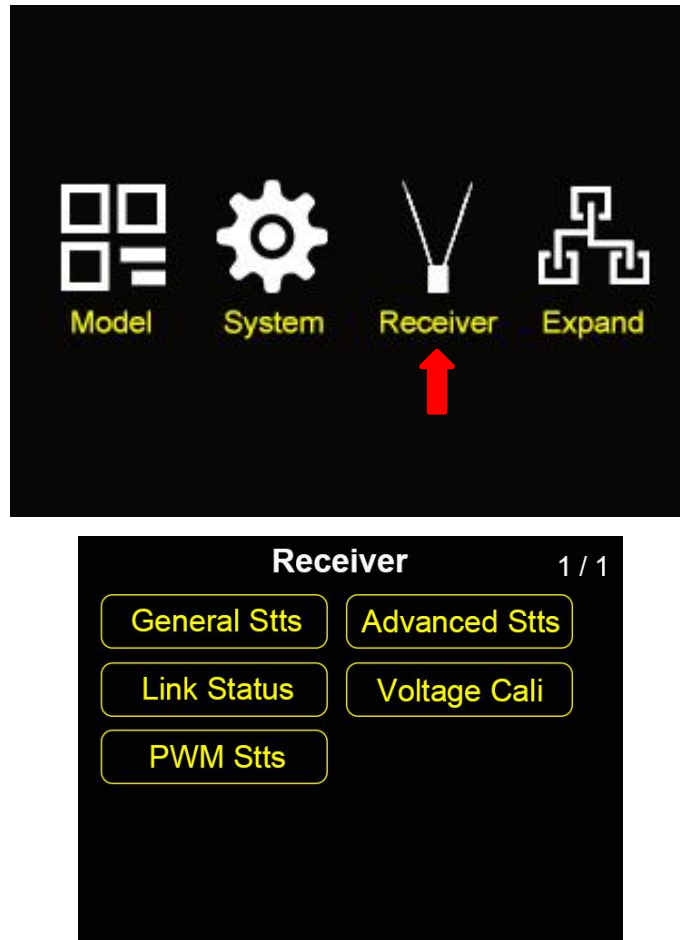 Model System Receiver Expand
Receiver 1 / 1
General Stts Advanced Stts
Link Status Voltage Cali
PWM Stts